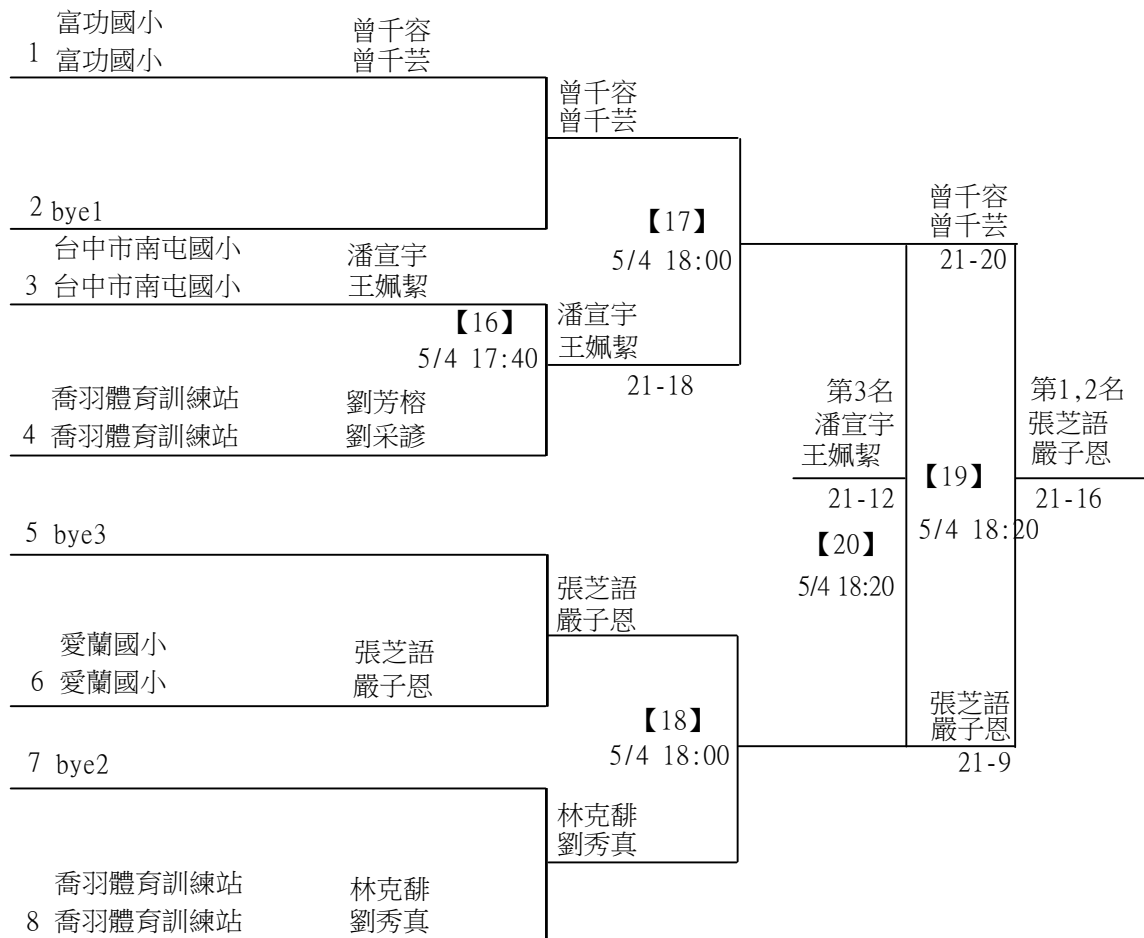 富功國小 曾千容
1 富功國小 曾千芸
曾千容
曾千芸
2 bye1
【17】
5/4 18:00
曾千容
曾千芸
21-20
台中市南屯國小 潘宣宇
3 台中市南屯國小 王姵絜
【16】
5/4 17:40
潘宣宇
王姵絜
21-18
喬羽體育訓練站 劉芳榕
4 喬羽體育訓練站 劉采諺
第3名
潘宣宇
王姵絜
21-12
【20】
5/4 18:20
【19】
5/4 18:20
第1,2名
張芝語
嚴子恩
21-16
5 bye3
張芝語
嚴子恩
愛蘭國小 張芝語
6 愛蘭國小 嚴子恩
【18】
5/4 18:00
張芝語
嚴子恩
21-9
7 bye2
林克馡
劉秀真
喬羽體育訓練站 林克馡
8 喬羽體育訓練站 劉秀真